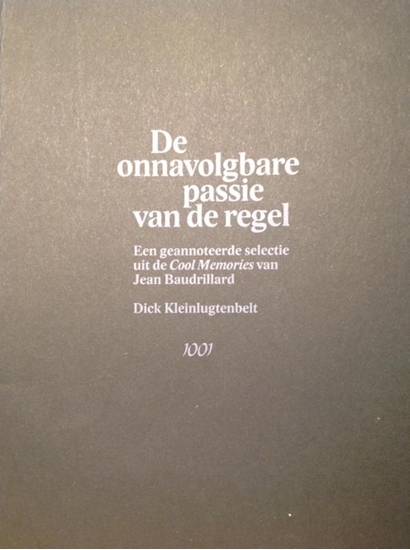 De
onnavolgbare
passie
van de regel
Een geannoteerde selectie
uit de Cool Memories van
Jean Baudrillard
Dick Kleinlugtenbelt
1001